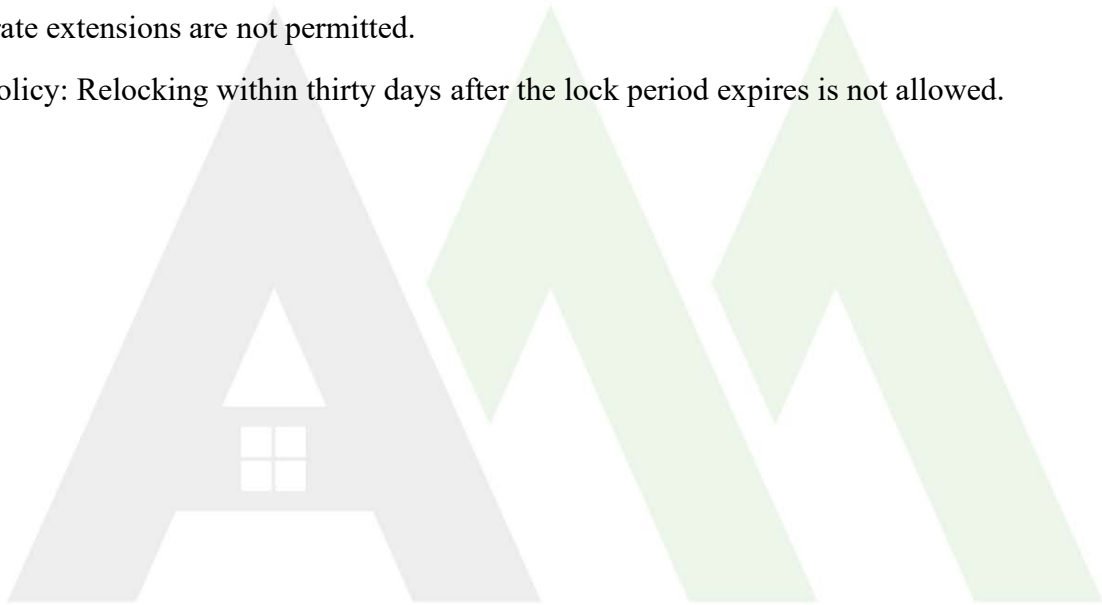 rate extensions are not permitted.
olicy: Relocking within thirty days after the lock period expires is not allowed.